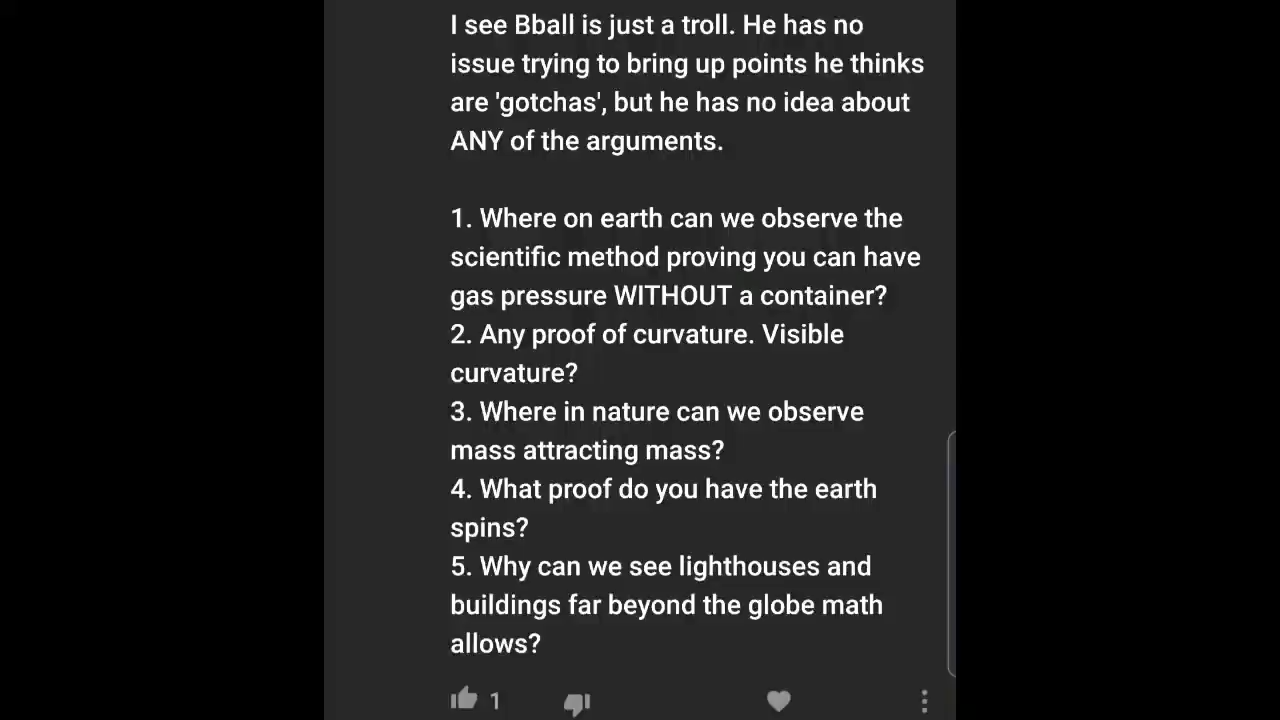 I see Bball is just a troll. He has no
issue trying to bring up points he thinks
are 'gotchas', but he has no idea about
ANY of the arguments.
1. Where on earth can we observe the
scientific method proving you can have
gas pressure WITHOUT a container?
2. Any proof of curvature. Visible
curvature?
3. Where in nature can we observe
mass attracting mass?
4. What proof do you have the earth
spins?
5. Why can we see lighthouses and
buildings far beyond the globe math
allows?
1